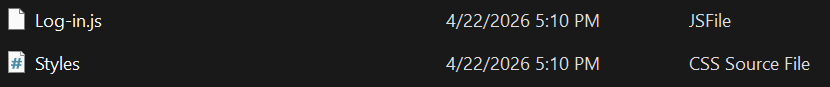 Log-in.js 4/22/2026 5:10 PM JSFile
# Styles 4/22/2026 5:10 PM CSS Source File